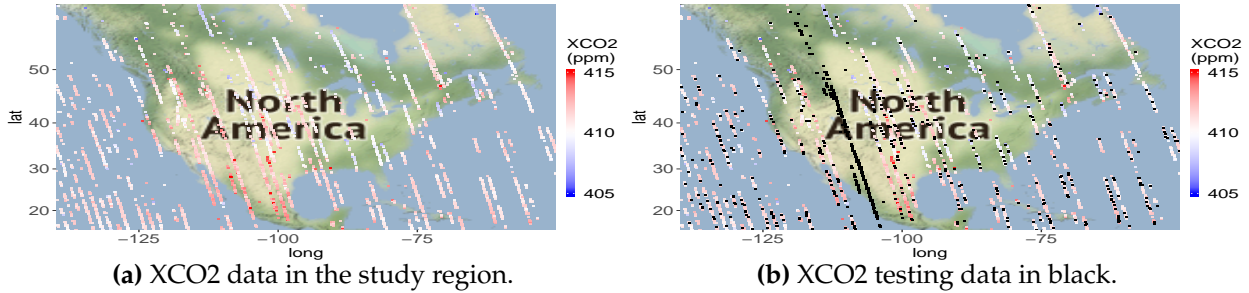 XCO2
(ppm)
415
410
405
50
40
30
20
lat
North
America
−125
−100
−75
long
(a) XCO2 data in the study region.
XCO2
(ppm)
415
410
405
50
40
30
20
lat
North
America
−125
−100
−75
long
(b) XCO2 testing data in black.